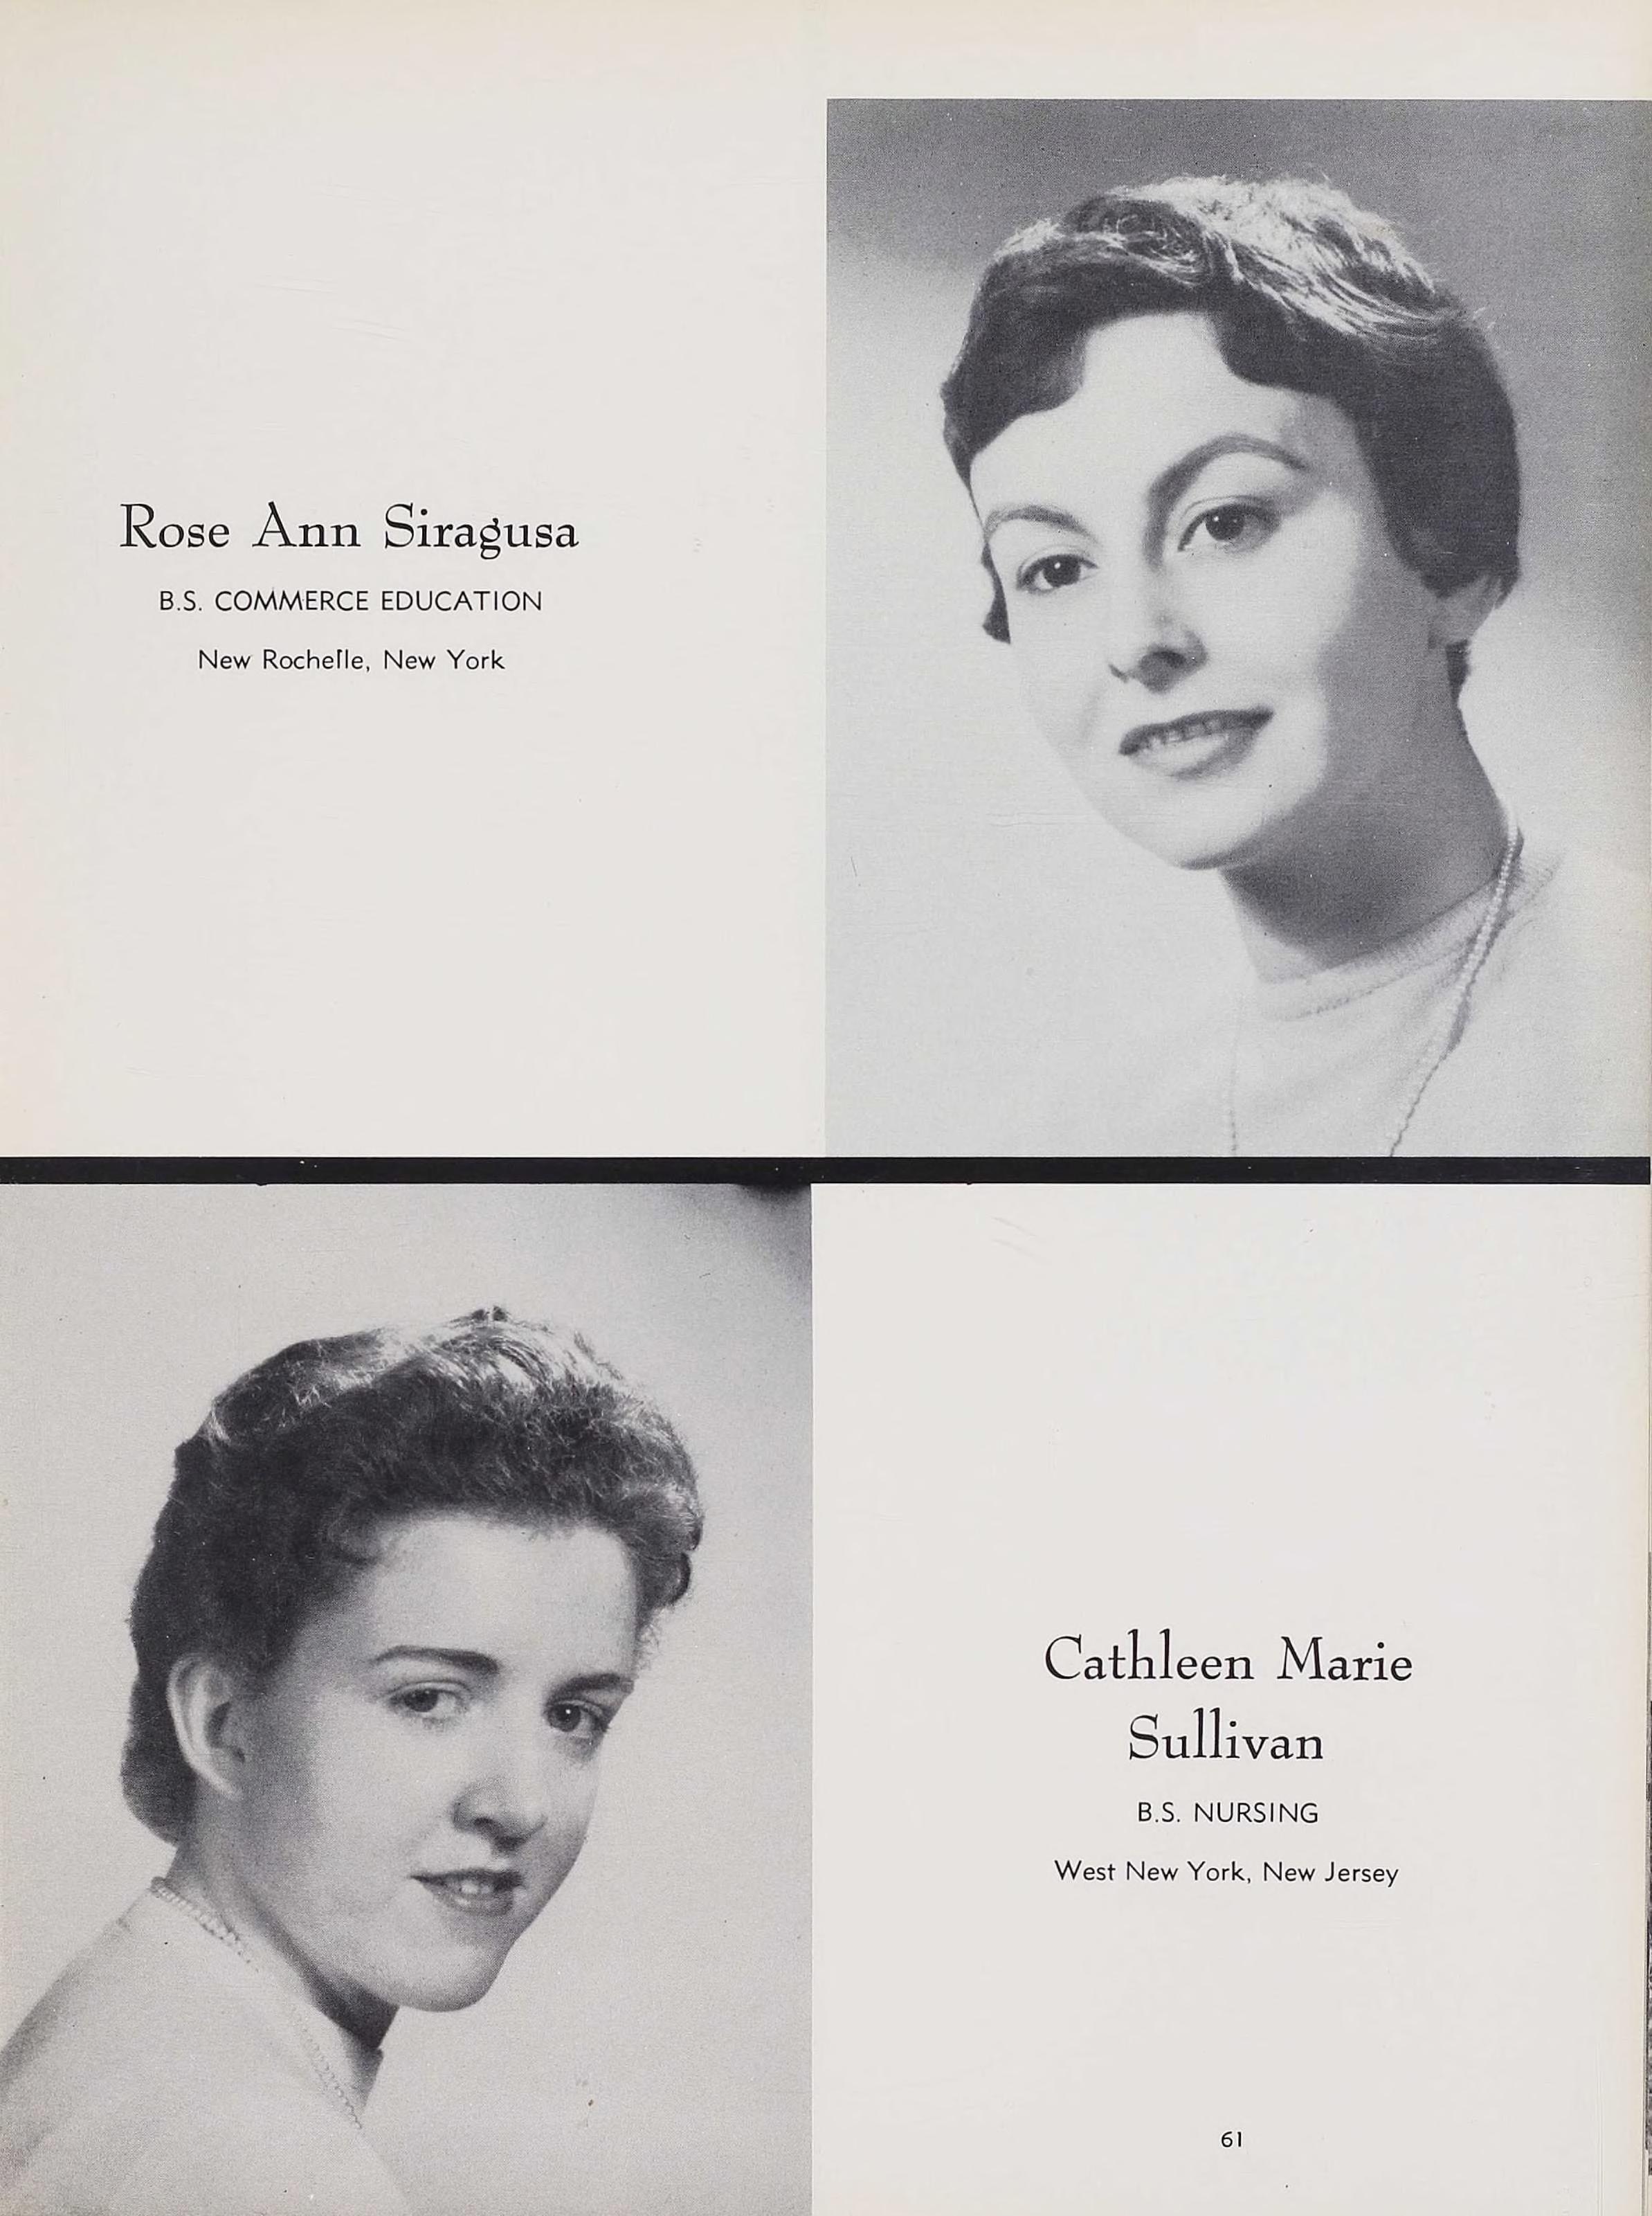 Rose Ann Siragusa
B.S. COMMERCE EDUCATION
New Rochelle, New York
Cathleen Marie
Sullivan
B.S. NURSING
West New York, New Jersey
61